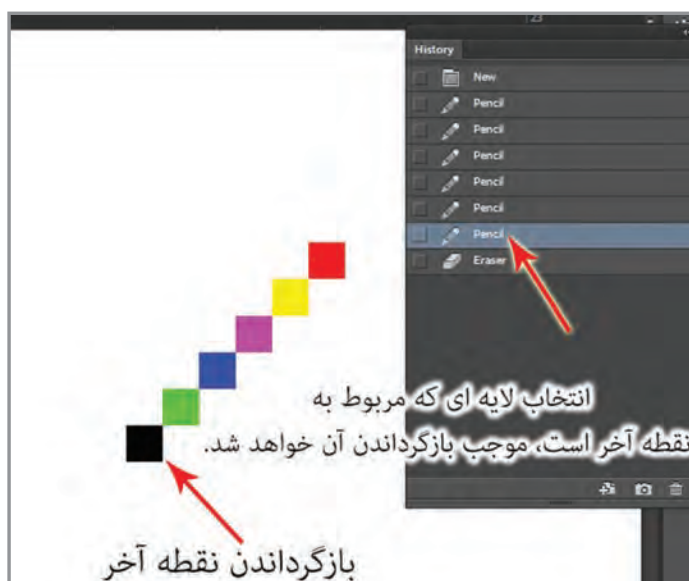 23
History
New
Pencil
Pencil
Pencil
Pencil
Pencil
Pencil
Eraser
انتخاب لایه ای که مربوط به
نقطه آخر است، موجب بازگرداندن آن خواهد شد.
بازگرداندن نقطه آخر